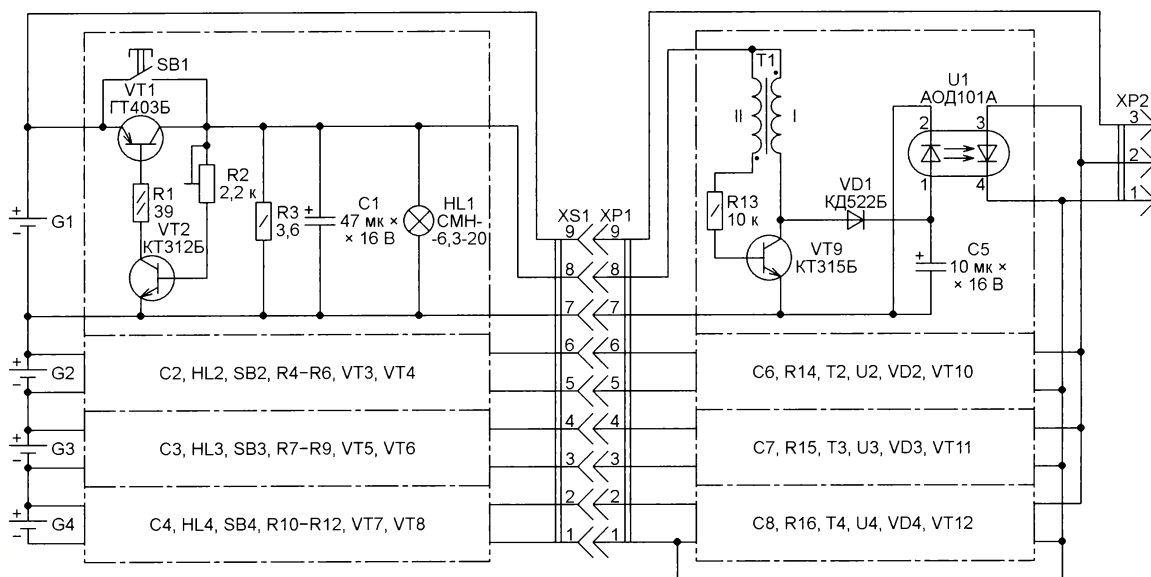 SB1
VT1
ГТ403Б
R1
39
VT2
КТ312Б
R2
2,2 к
R3
3,6
C1
47 мк ×
× 16 В
HL1
СМН-
-6,3-20
+
−
G1
+
−
G2
+
−
G3
+
−
G4
+
C2, HL2, SB2, R4–R6, VT3, VT4
C3, HL3, SB3, R7–R9, VT5, VT6
C4, HL4, SB4, R10–R12, VT7, VT8
XS1
XP1
9
9
8
8
7
7
6
6
5
5
4
4
3
3
2
2
1
1
T1
II
I
R13
10 к
VD1
КД522Б
VT9
КТ315Б
U1
АОД101А
2
3
1
4
+
C5
10 мк ×
× 16 В
XP2
3
2
1
C6, R14, T2, U2, VD2, VT10
C7, R15, T3, U3, VD3, VT11
C8, R16, T4, U4, VD4, VT12